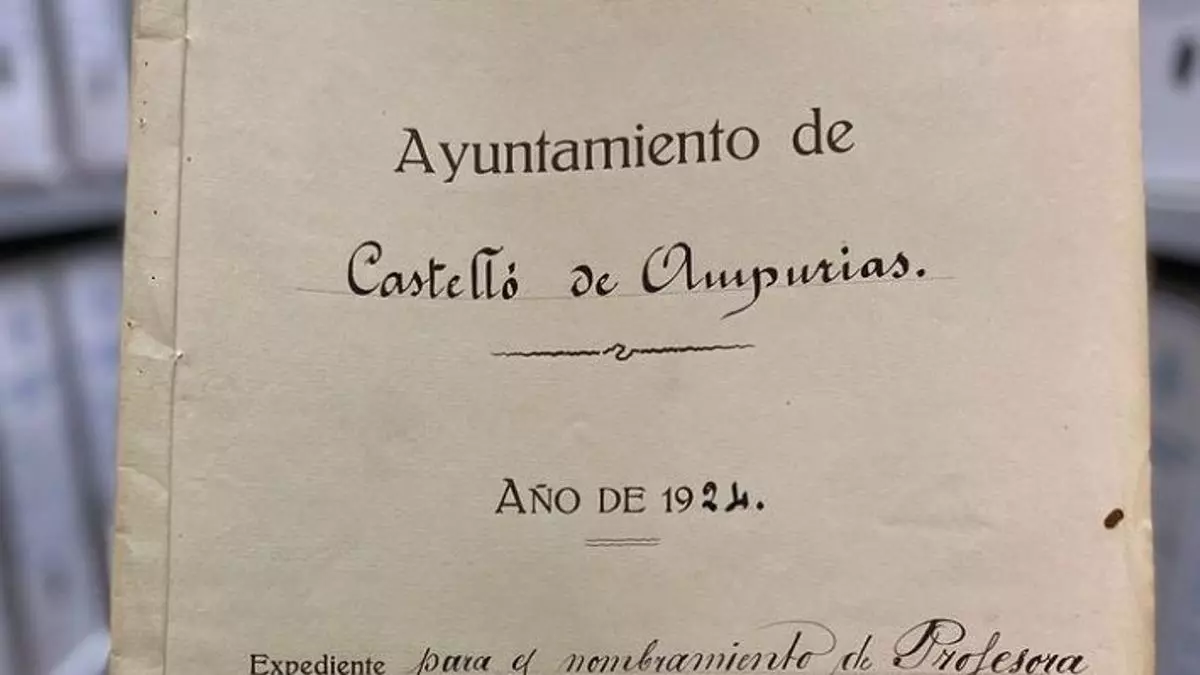 Ayuntamiento de
Castelló de Ampurias.
AÑO DE 1924.
Expediente para el nombramiento de Profesora